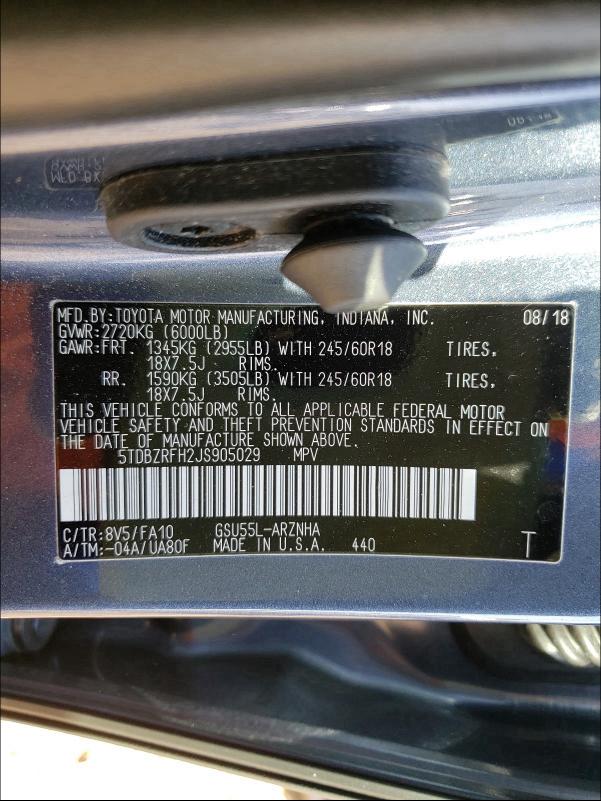 08/18
MFD.BY:TOYOTA MOTOR MANUFACTURING, INDIANA, INC. 08/18
GVWR:2720KG (6000LB)
GAWR:FRT. 1345KG (2955LB) WITH 245/60R18 TIRES,
18X7.5J RIMS.
RR. 1590KG (3505LB) WITH 245/60R18 TIRES,
18X7.5J RIMS.
THIS VEHICLE CONFORMS TO ALL APPLICABLE FEDERAL MOTOR
VEHICLE SAFETY AND THEFT PREVENTION STANDARDS IN EFFECT ON
THE DATE OF MANUFACTURE SHOWN ABOVE.
5TDBZRFH2JS905029 MPV
C/TR:8V5/FA10 GSU55L-ARZNHA
A/TM:-04A/UA80F MADE IN U.S.A. 440 T